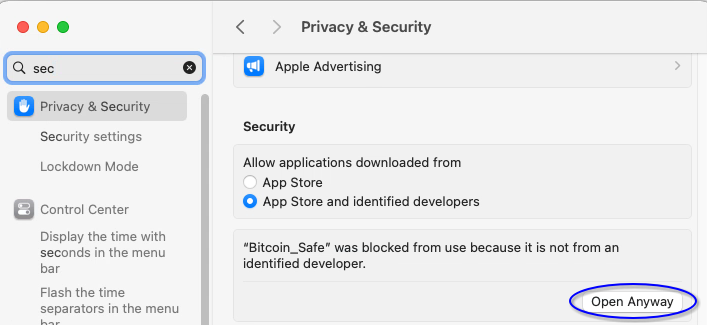 Privacy & Security
sec
Privacy & Security
Security settings
Lockdown Mode
Control Center
Display the time with
seconds in the menu
bar
Flash the time
separators in the menu
bar
Apple Advertising
Security
Allow applications downloaded from
App Store
App Store and identified developers
“Bitcoin_Safe” was blocked from use because it is not from an
identified developer.
Open Anyway